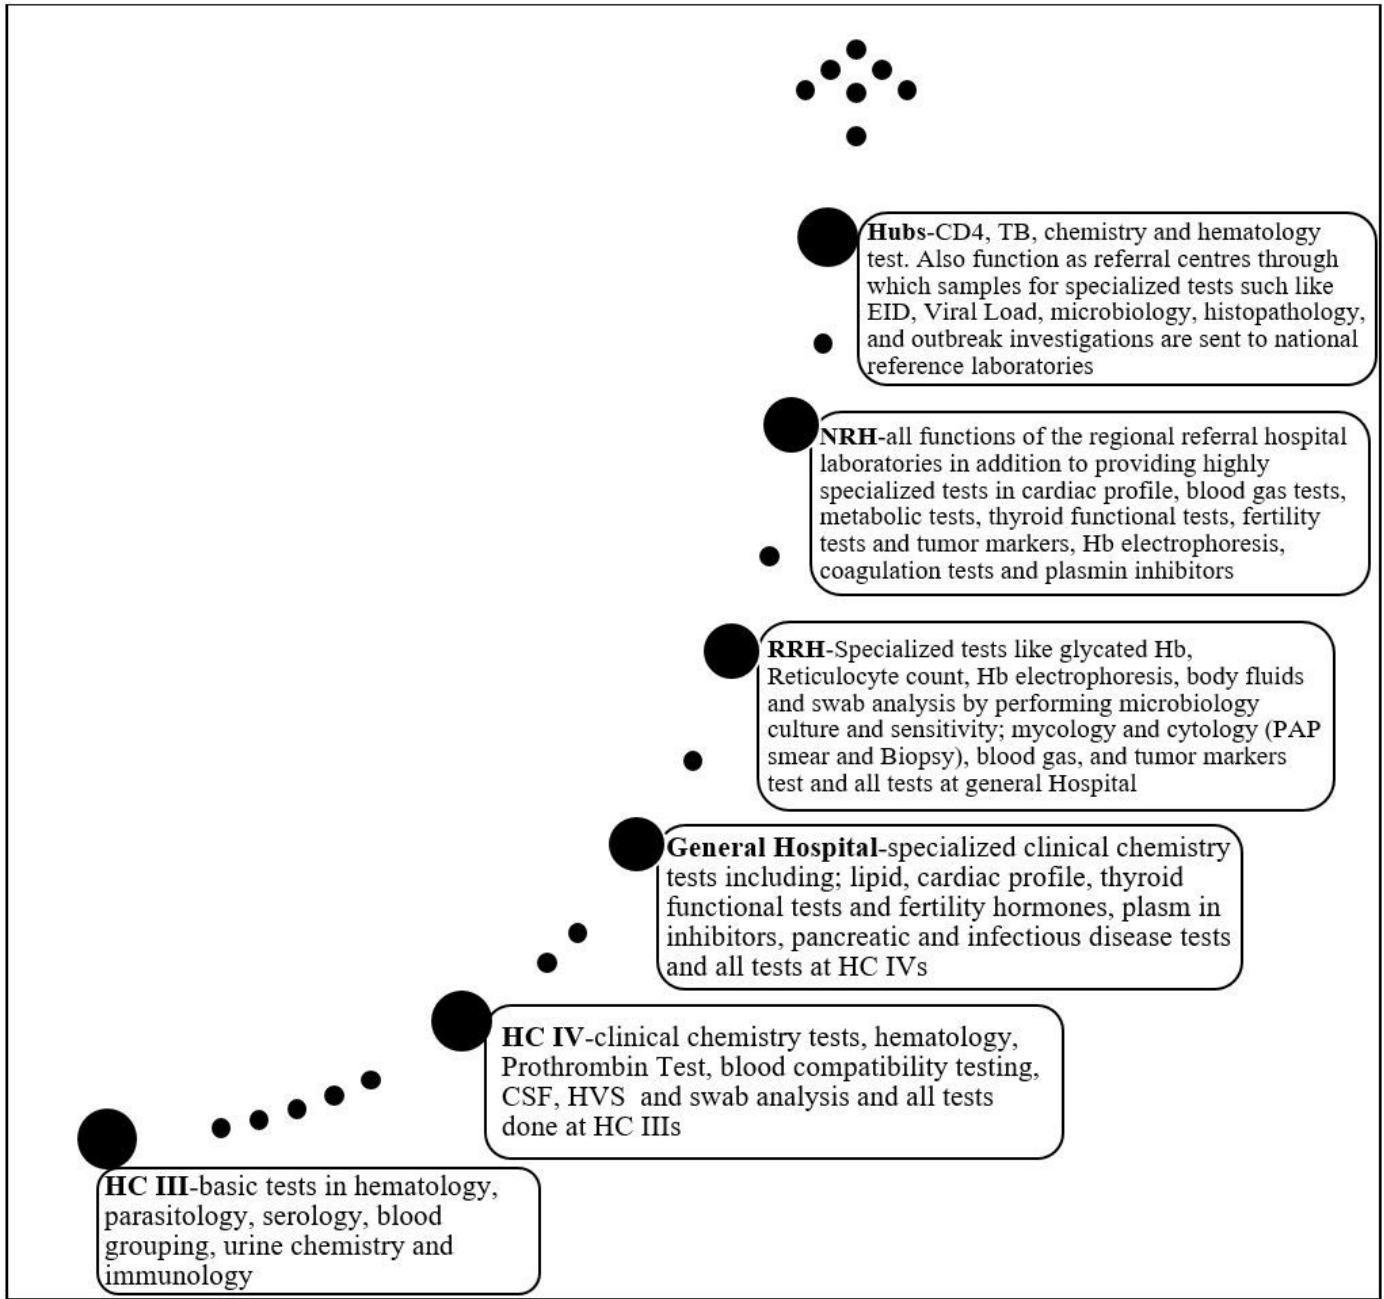 Hubs-CD4, TB, chemistry and hematology
test. Also function as referral centres through
which samples for specialized tests such like
EID, Viral Load, microbiology, histopathology,
and outbreak investigations are sent to national
reference laboratories
NRH-all functions of the regional referral hospital
laboratories in addition to providing highly
specialized tests in cardiac profile, blood gas tests,
metabolic tests, thyroid functional tests, fertility
tests and tumor markers, Hb electrophoresis,
coagulation tests and plasmin inhibitors
RRH-Specialized tests like glycated Hb,
Reticulocyte count, Hb electrophoresis, body fluids
and swab analysis by performing microbiology
culture and sensitivity; mycology and cytology (PAP
smear and Biopsy), blood gas, and tumor markers
test and all tests at general Hospital
General Hospital-specialized clinical chemistry
tests including; lipid, cardiac profile, thyroid
functional tests and fertility hormones, plasm in
inhibitors, pancreatic and infectious disease tests
and all tests at HC IVs
HC IV-clinical chemistry tests, hematology,
Prothrombin Test, blood compatibility testing,
CSF, HVS and swab analysis and all tests
done at HC IIIs
HC III-basic tests in hematology,
parasitology, serology, blood
grouping, urine chemistry and
immunology